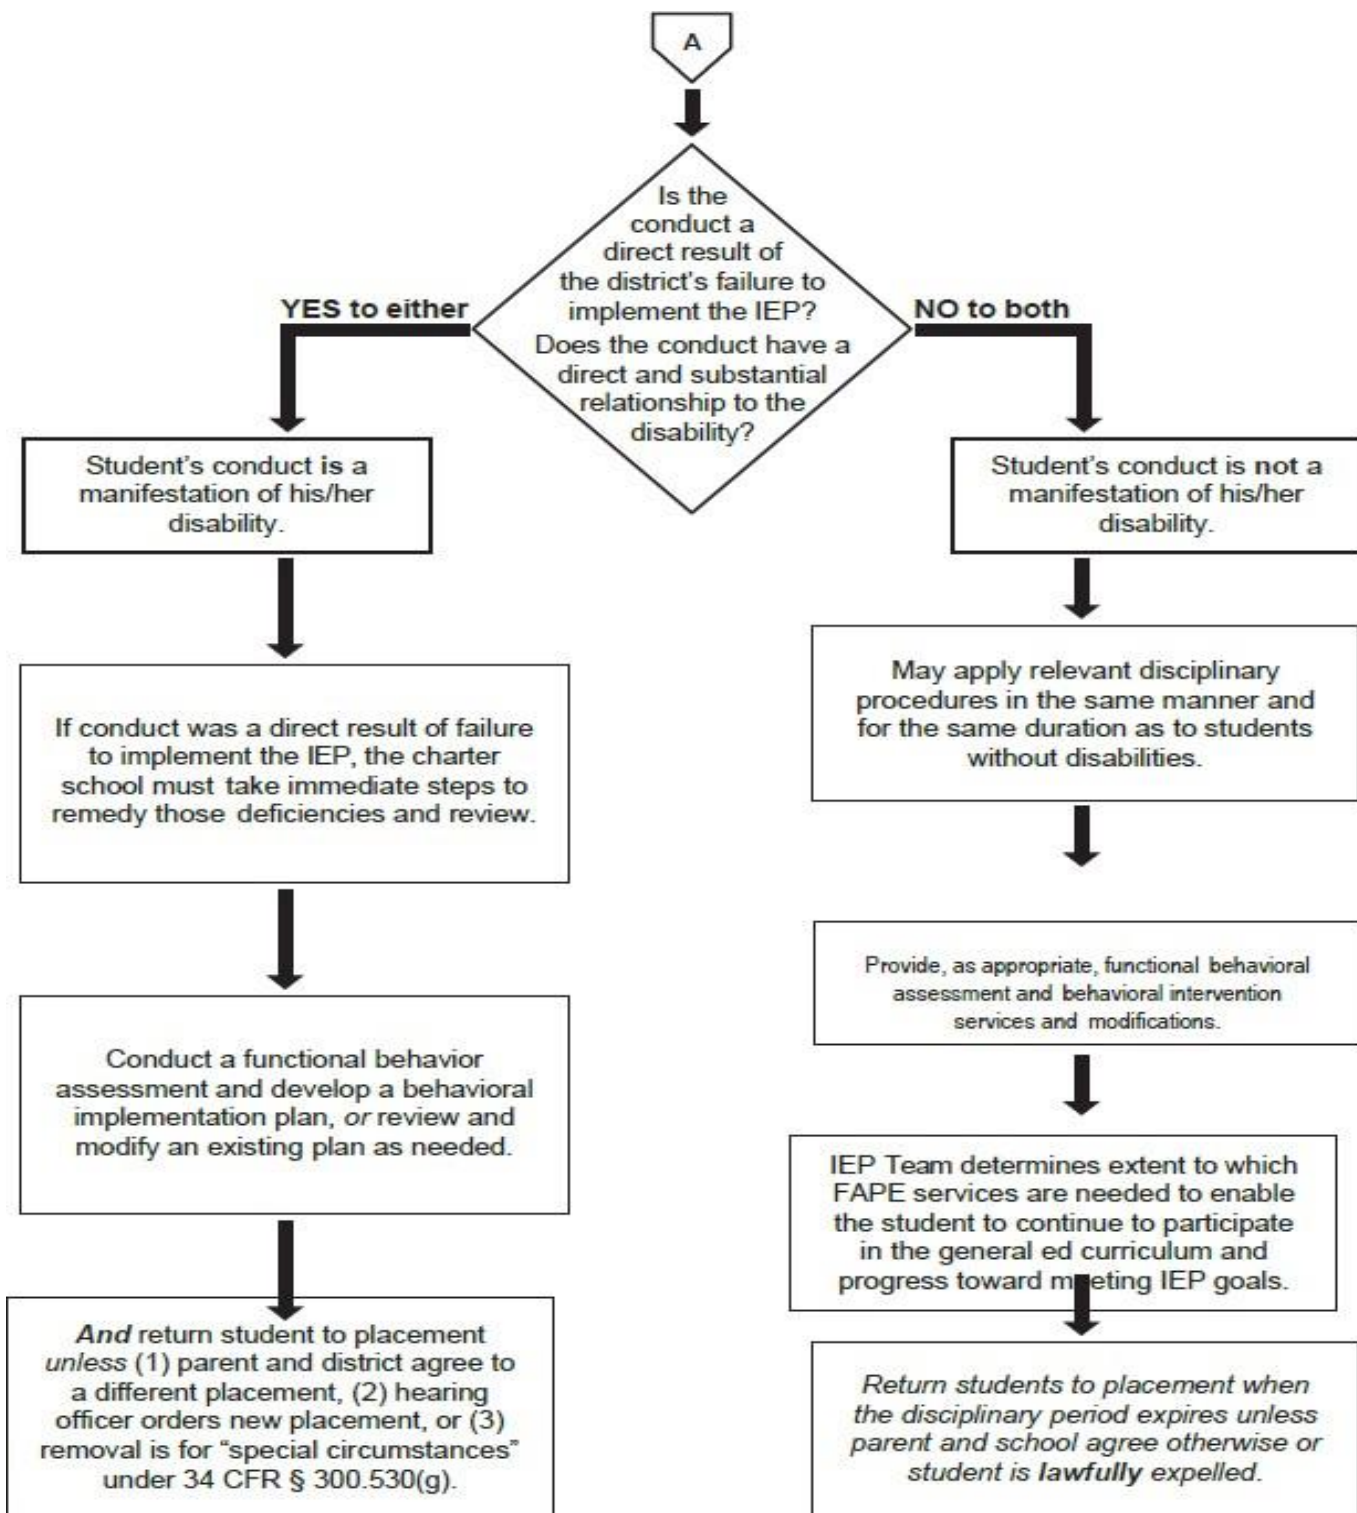 A
Is the
conduct a
direct result of
the district's failure to
implement the IEP?
Does the conduct have a
direct and substantial
relationship to the
disability?
YES to either
NO to both
Student's conduct is a
manifestation of his/her
disability.
If conduct was a direct result of failure
to implement the IEP, the charter
school must take immediate steps to
remedy those deficiencies and review.
Conduct a functional behavior
assessment and develop a behavioral
implementation plan, or review and
modify an existing plan as needed.
And return student to placement
unless (1) parent and district agree to
a different placement, (2) hearing
officer orders new placement, or (3)
removal is for “special circumstances”
under 34 CFR § 300.530(g).
Student's conduct is not a
manifestation of his/her
disability.
May apply relevant disciplinary
procedures in the same manner and
for the same duration as to students
without disabilities.
Provide, as appropriate, functional behavioral
assessment and behavioral intervention
services and modifications.
IEP Team determines extent to which
FAPE services are needed to enable
the student to continue to participate
in the general ed curriculum and
progress toward meeting IEP goals.
Return students to placement when
the disciplinary period expires unless
parent and school agree otherwise or
student is lawfully expelled.